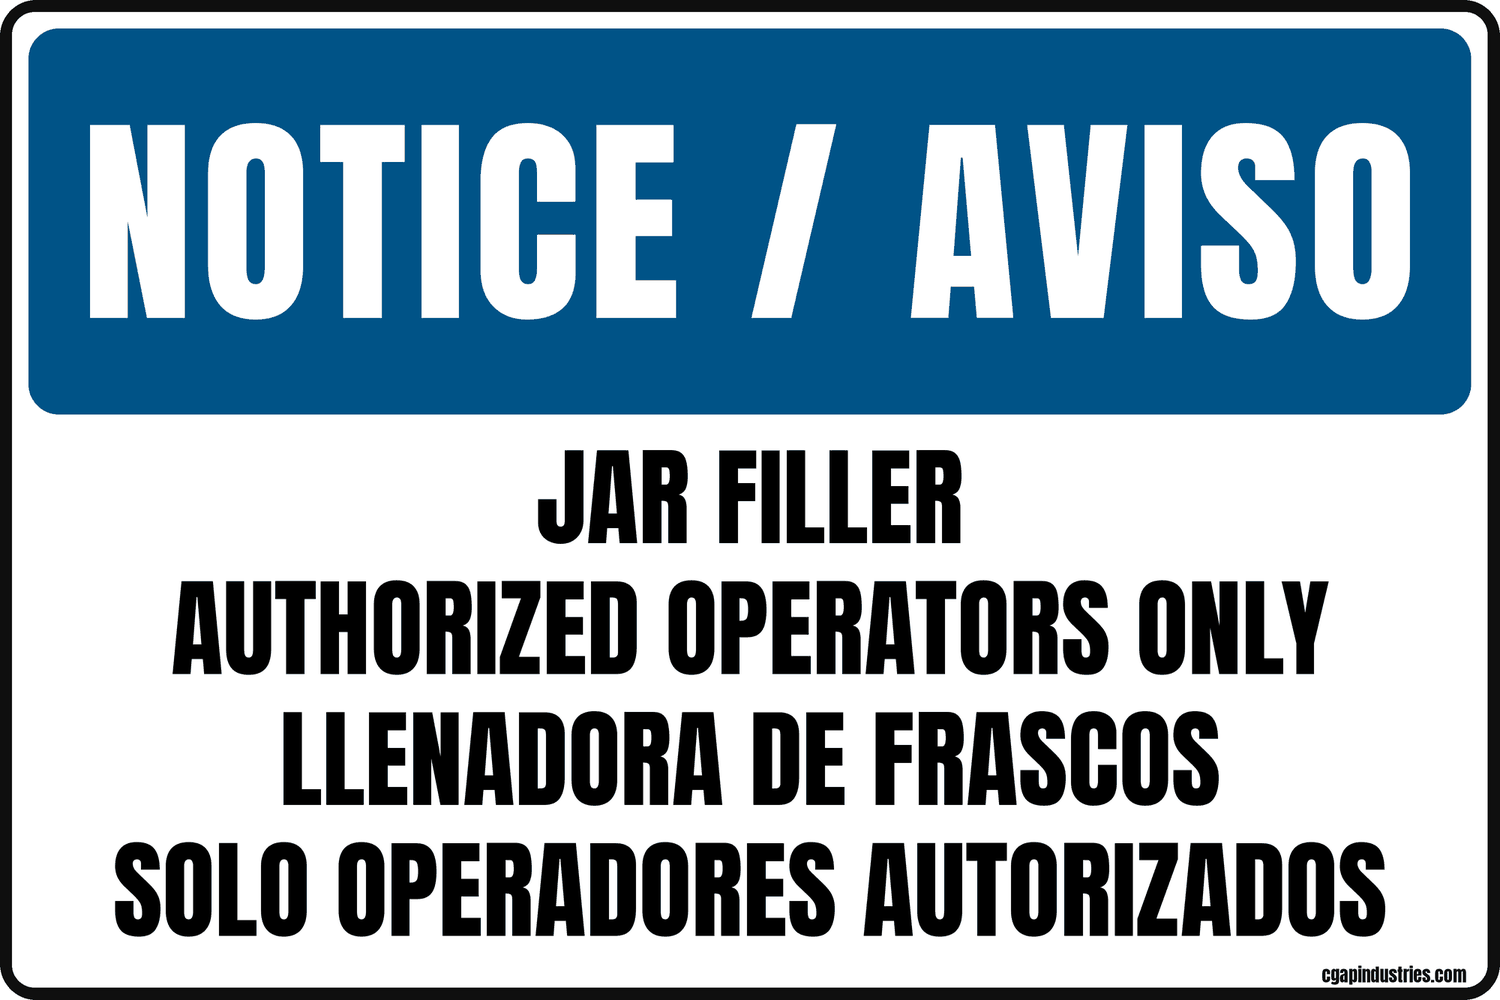 NOTICE / AVISO
JAR FILLER
AUTHORIZED OPERATORS ONLY
LLENADORA DE FRASCOS
SOLO OPERADORES AUTORIZADOS
cgapindustries.com